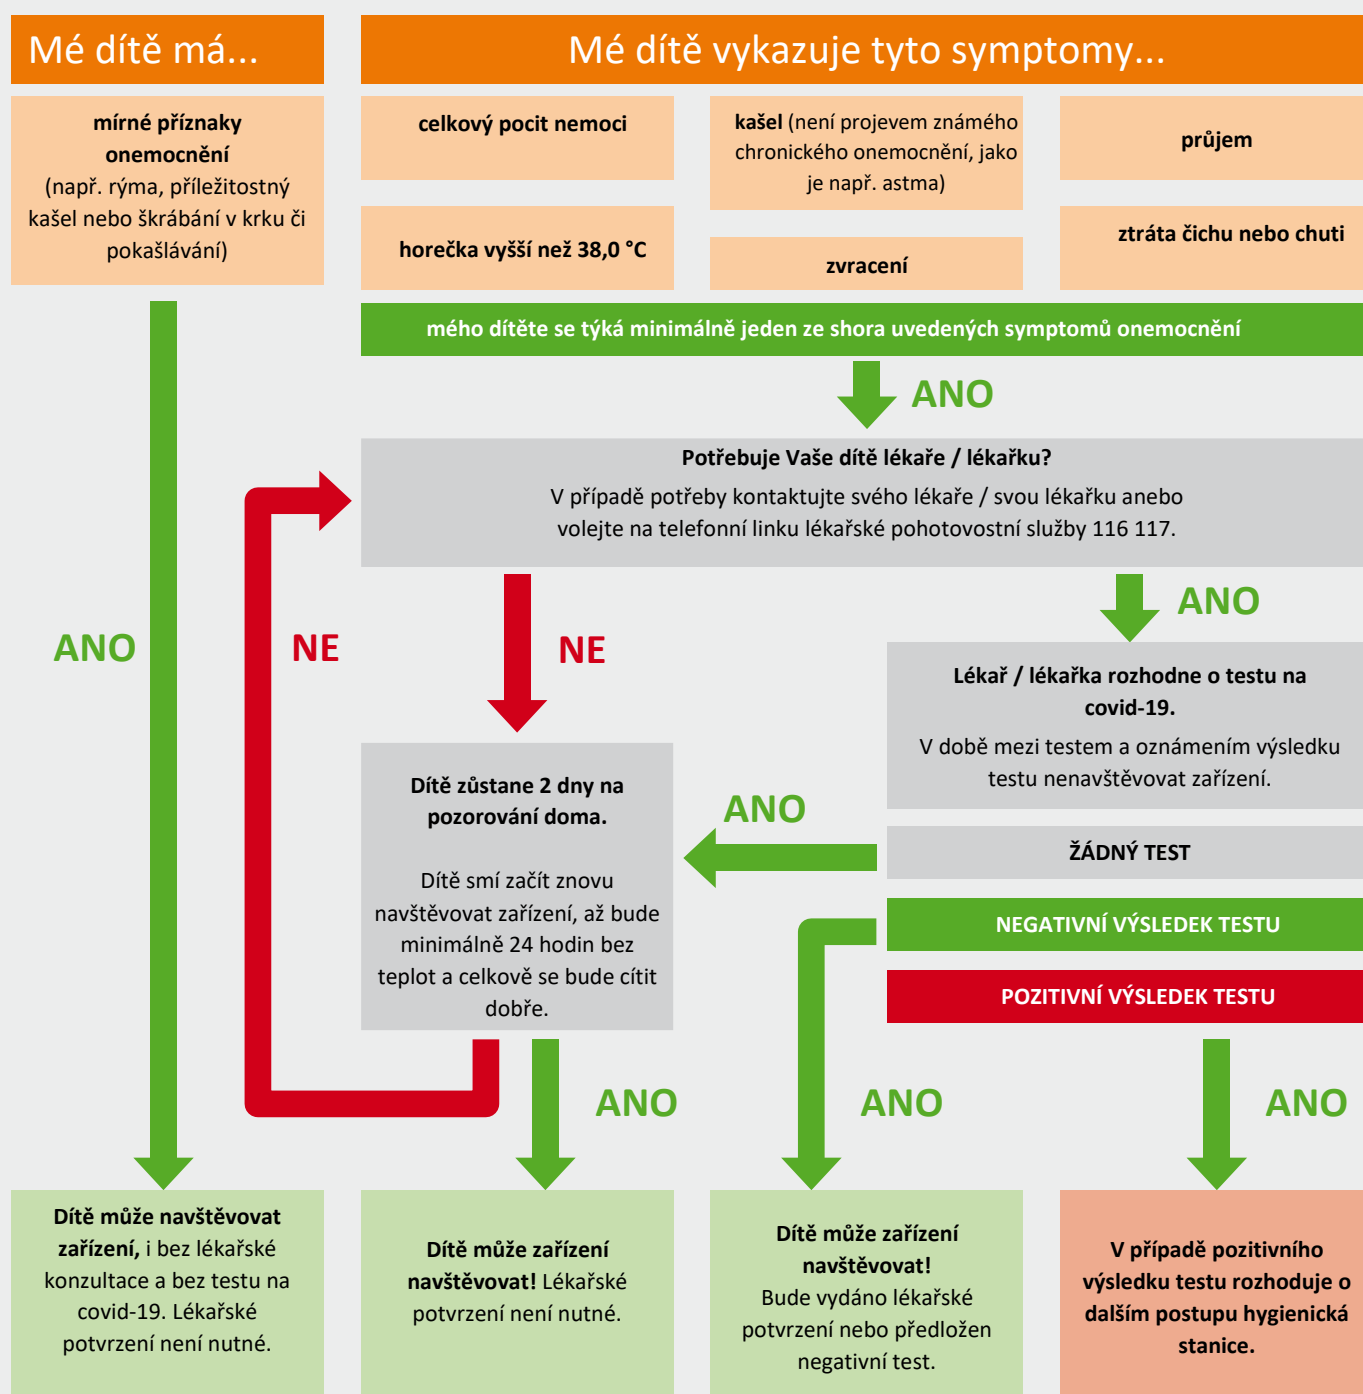 Mé dítě má...
Mé dítě vykazuje tyto symptomy...
mírné příznaky
onemocnění
(např. rýma, příležitostný
kašel nebo škrábání v krku či
pokašlávání)
celkový pocit nemoci
horečka vyšší než 38,0 °C
kašel (není projevem známého
chronického onemocnění, jako
je např. astma)
zvracení
průjem
ztráta čichu nebo chuti
mého dítěte se týká minimálně jeden ze shora uvedených symptomů onemocnění
ANO
Potřebuje Vaše dítě lékaře / lékařku?
V případě potřeby kontaktujte svého lékaře / svou lékařku anebo
volejte na telefonní linku lékařské pohotovostní služby 116 117.
ANO
NE
NE
ANO
Lékař / lékařka rozhodne o testu na
covid-19.
V době mezi testem a oznámením výsledku
testu nenavštěvovat zařízení.
Dítě zůstane 2 dny na
pozorování doma.
Dítě smí začít znovu
navštěvovat zařízení, až bude
minimálně 24 hodin bez
teplot a celkově se bude cítit
dobře.
ANO
ŽÁDNÝ TEST
NEGATIVNÍ VÝSLEDEK TESTU
POZITIVNÍ VÝSLEDEK TESTU
ANO
ANO
ANO
Dítě může navštěvovat
zařízení, i bez lékařské
konzultace a bez testu na
covid-19. Lékařské
potvrzení není nutné.
Dítě může zařízení
navštěvovat! Lékařské
potvrzení není nutné.
Dítě může zařízení
navštěvovat!
Bude vydáno lékařské
potvrzení nebo předložen
negativní test.
V případě pozitivního
výsledku testu rozhoduje o
dalším postupu hygienická
stanice.